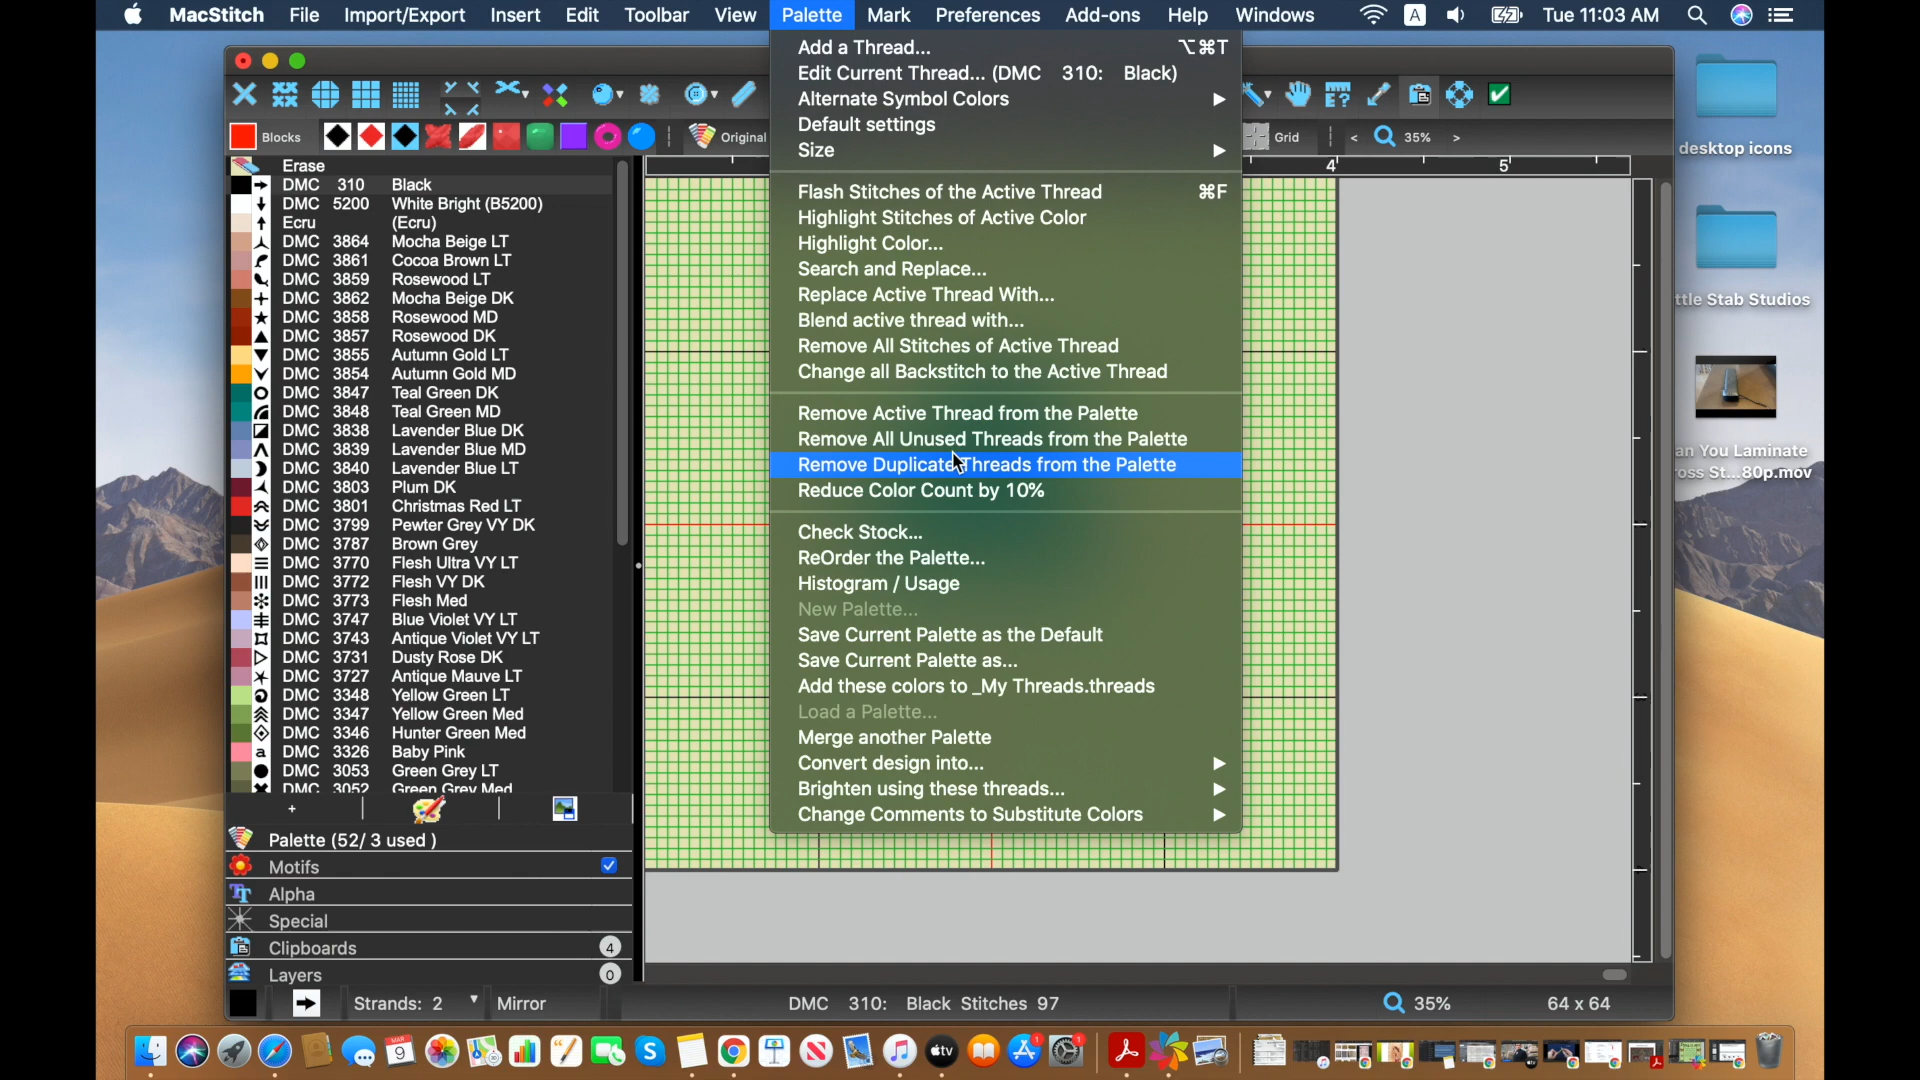 MacStitch File Import/Export Insert Edit Toolbar View Palette Mark Preferences Add-ons Help Windows A Tue 11:03 AM
Add a Thread... ⌥⌘T
Edit Current Thread... (DMC 310: Black)
Alternate Symbol Colors
Default settings
Size
Flash Stitches of the Active Thread ⌘F
Highlight Stitches of Active Color
Highlight Color...
Search and Replace...
Replace Active Thread With...
Blend active thread with...
Remove All Stitches of Active Thread
Change all Backstitch to the Active Thread
Remove Active Thread from the Palette
Remove All Unused Threads from the Palette
Remove Duplicate Threads from the Palette
Reduce Color Count by 10%
Check Stock...
ReOrder the Palette...
Histogram / Usage
New Palette...
Save Current Palette as the Default
Save Current Palette as...
Add these colors to _My Threads.threads
Load a Palette...
Merge another Palette
Convert design into...
Brighten using these threads...
Change Comments to Substitute Colors
Blocks Original Grid < 35% >
4' 5'
Erase
DMC 310 Black
DMC 5200 White Bright (B5200)
Ecru (Ecru)
DMC 3864 Mocha Beige LT
DMC 3861 Cocoa Brown LT
DMC 3859 Rosewood LT
DMC 3862 Mocha Beige DK
DMC 3858 Rosewood MD
DMC 3857 Rosewood DK
DMC 3855 Autumn Gold LT
DMC 3854 Autumn Gold MD
DMC 3847 Teal Green DK
DMC 3848 Teal Green MD
DMC 3838 Lavender Blue DK
DMC 3839 Lavender Blue MD
DMC 3840 Lavender Blue LT
DMC 3803 Plum DK
DMC 3801 Christmas Red LT
DMC 3799 Pewter Grey VY DK
DMC 3787 Brown Grey
DMC 3770 Flesh Ultra VY LT
DMC 3772 Flesh VY DK
DMC 3773 Flesh Med
DMC 3747 Blue Violet VY LT
DMC 3743 Antique Violet VY LT
DMC 3731 Dusty Rose DK
DMC 3727 Antique Mauve LT
DMC 3348 Yellow Green LT
DMC 3347 Yellow Green Med
DMC 3346 Hunter Green Med
a DMC 3326 Baby Pink
DMC 3053 Green Grey LT
DMC 3052 Green Grey Med
+
Palette (52/ 3 used )
Motifs
Alpha
Special
Clipboards 4
Layers 0
Strands: 2 Mirror DMC 310: Black Stitches 97 35% 64 x 64
desktop icons
ttle Stab Studios
an You Laminate
oss St...80p.mov
MAR
9
tv
1
1